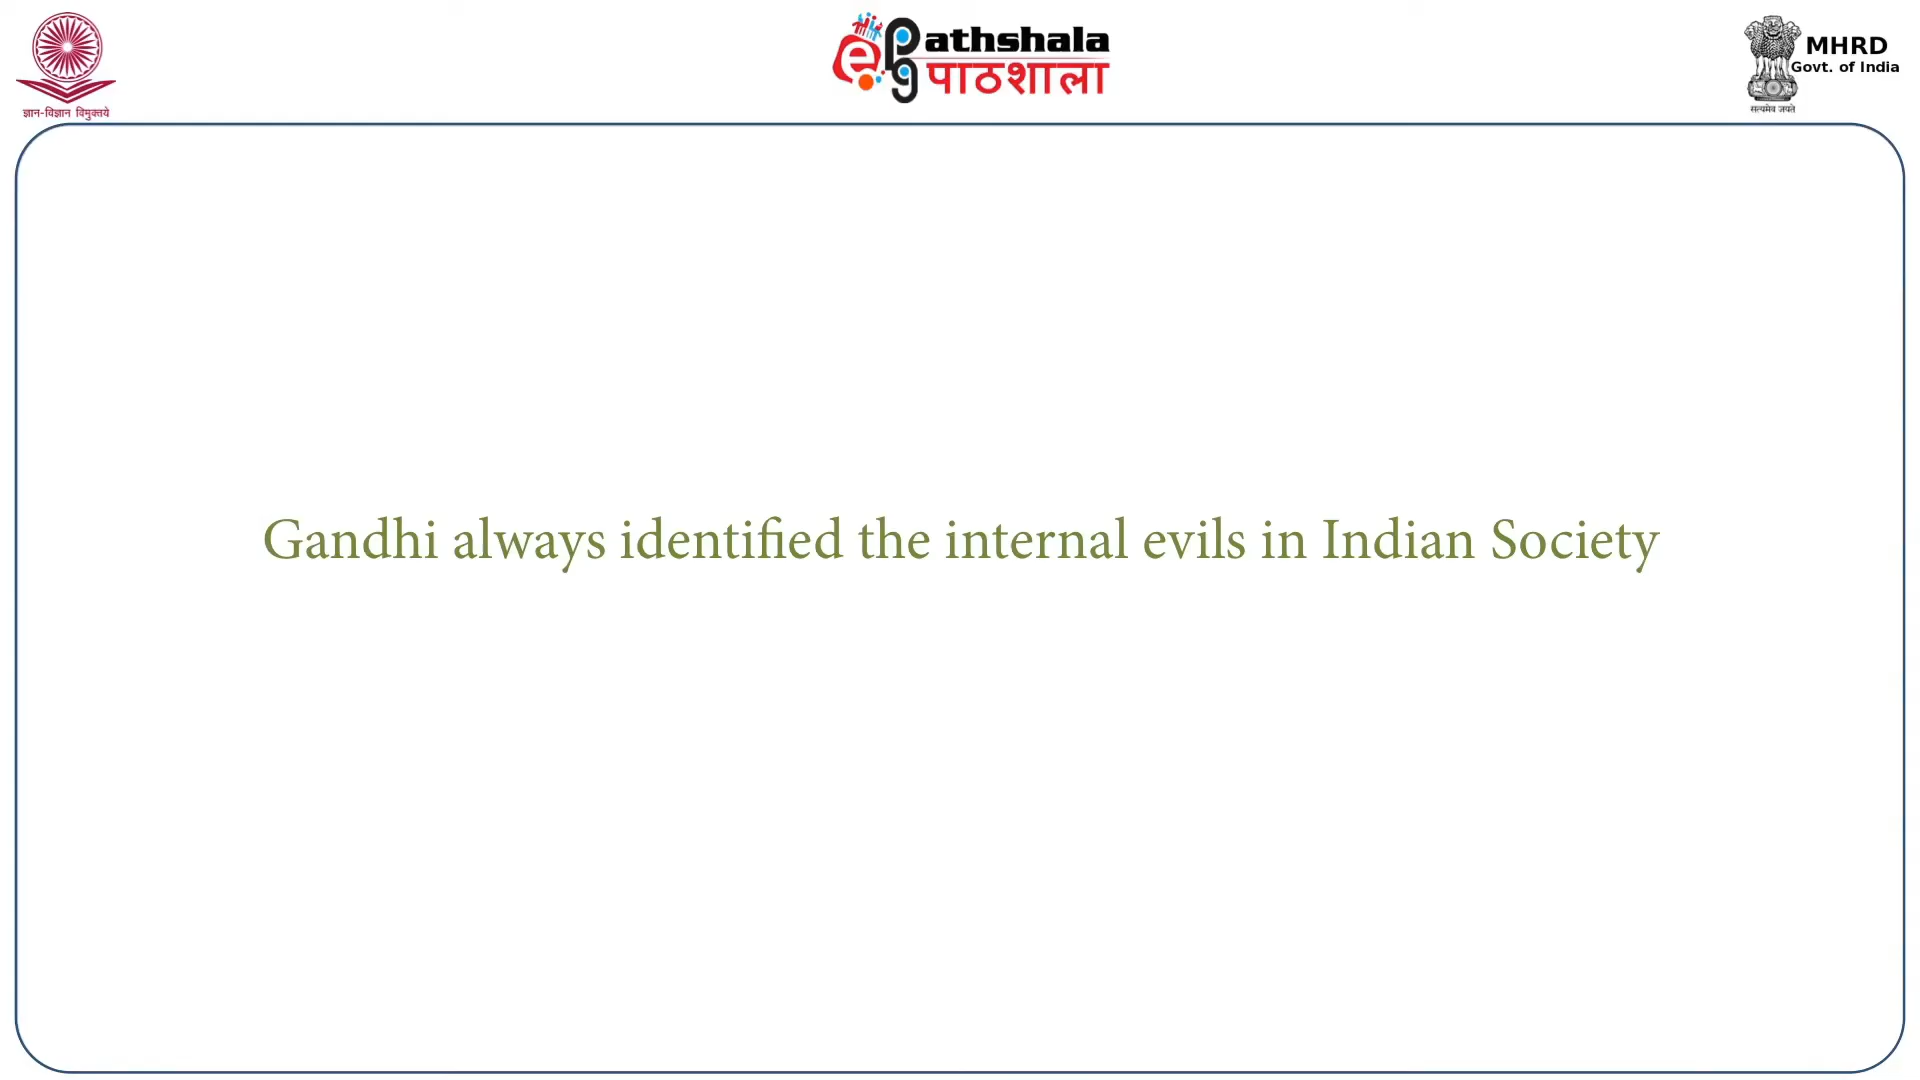 ज्ञान-विज्ञान विमुक्तये
e pg Pathshala
पाठशाला
MHRD
Govt. of India
सत्यमेव जयते
Gandhi always identified the internal evils in Indian Society